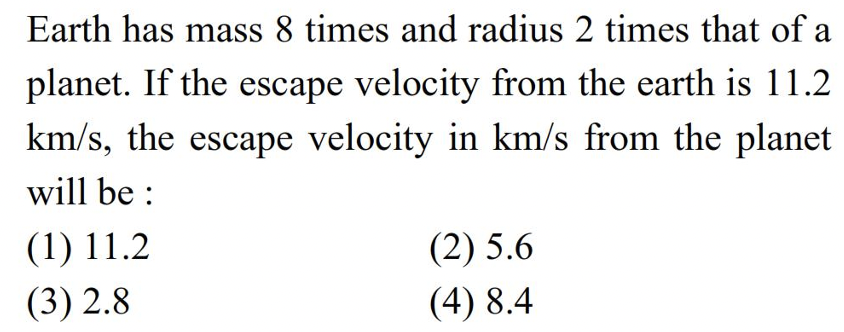 Earth has mass 8 times and radius 2 times that of a
planet. If the escape velocity from the earth is 11.2
km/s, the escape velocity in km/s from the planet
will be :
(1) 11.2 (2) 5.6
(3) 2.8 (4) 8.4